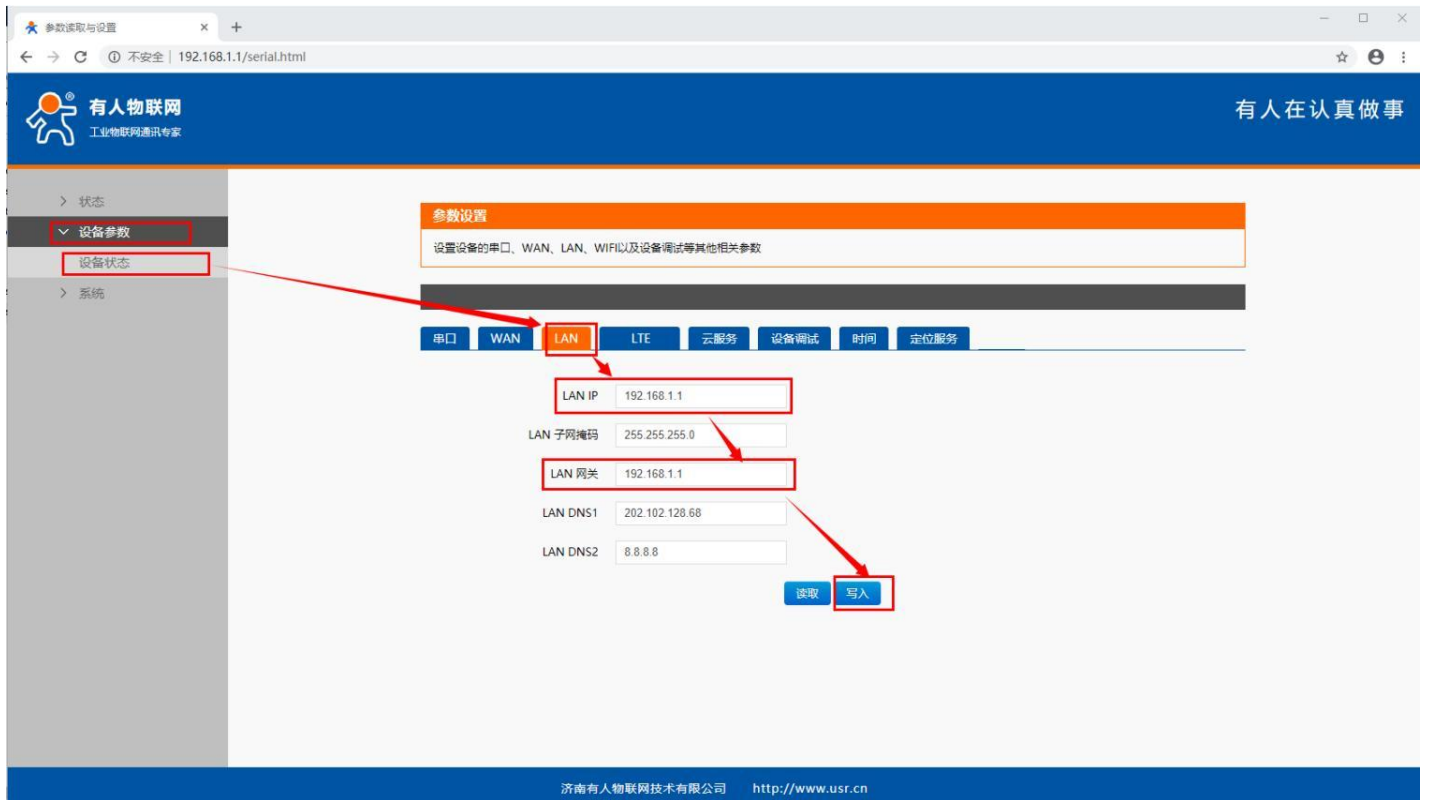 参数读取与设置
不安全 | 192.168.1.1/serial.html
有人物联网
工业物联网通讯专家
有人在认真做事
状态
设备参数
设备状态
系统
参数设置
设置设备的串口、WAN、LAN、WIFI以及设备调试等其他相关参数
串口 WAN LAN LTE 云服务 设备调试 时间 定位服务
LAN IP 192.168.1.1
LAN 子网掩码 255.255.255.0
LAN 网关 192.168.1.1
LAN DNS1 202.102.128.68
LAN DNS2 8.8.8.8
读取 写入
济南有人物联网技术有限公司 http://www.usr.cn